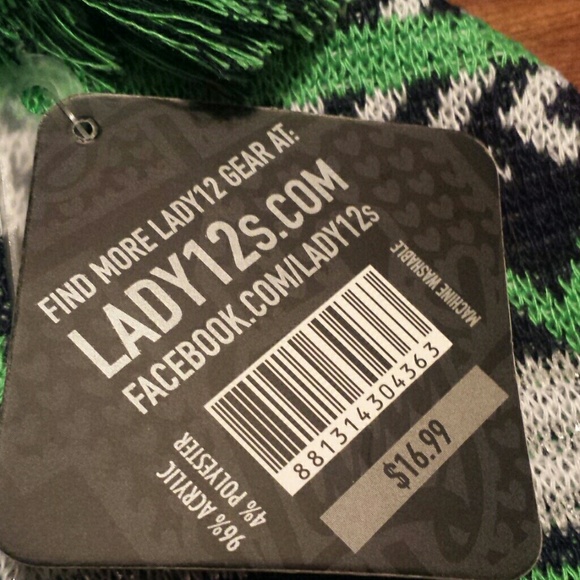 FIND MORE LADY12 GEAR AT:
LADY12s.COM
FACEBOOK.COM/LADY12s
MACHINE WASHABLE
881314304363
$16.99
96% ACRYLIC
4% POLYESTER